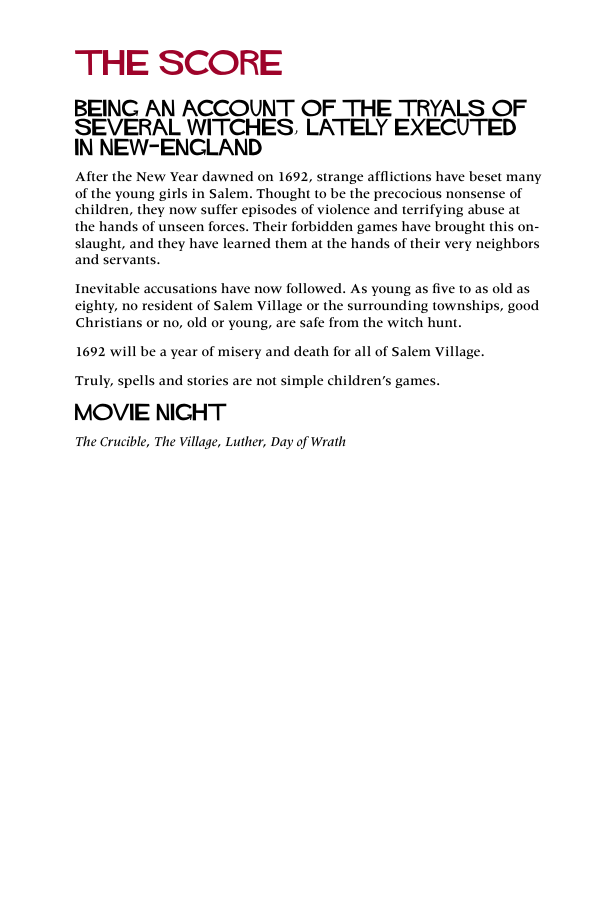 THE SCORE
BEING AN ACCOUNT OF THE TRYALS OF
SEVERAL WITCHES, LATELY EXECUTED
IN NEW-ENGLAND
After the New Year dawned on 1692, strange afflictions have beset many
of the young girls in Salem. Thought to be the precocious nonsense of
children, they now suffer episodes of violence and terrifying abuse at
the hands of unseen forces. Their forbidden games have brought this on-
slaught, and they have learned them at the hands of their very neighbors
and servants.
Inevitable accusations have now followed. As young as five to as old as
eighty, no resident of Salem Village or the surrounding townships, good
Christians or no, old or young, are safe from the witch hunt.
1692 will be a year of misery and death for all of Salem Village.
Truly, spells and stories are not simple children’s games.
MOVIE NIGHT
The Crucible, The Village, Luther, Day of Wrath